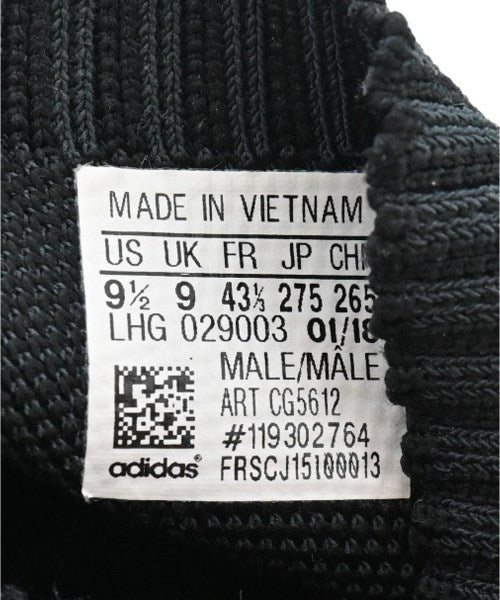 MADE IN VIETNAM
US UK FR JP CHN
9½ 9 43⅓ 275 265
LHG 029003 01/18
MALE/MÂLE
ART CG5612
#119302764
adidas® FRSCJ15100013